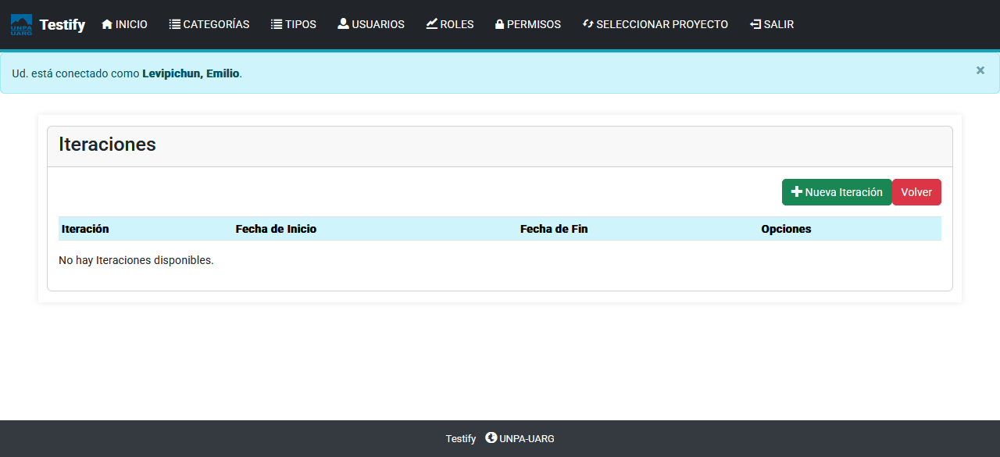 UNPA UARG Testify INICIO CATEGORÍAS TIPOS USUARIOS ROLES PERMISOS SELECCIONAR PROYECTO SALIR
Ud. está conectado como Levipichun, Emilio. ×
Iteraciones
Nueva Iteración Volver
Iteración Fecha de Inicio Fecha de Fin Opciones
No hay Iteraciones disponibles.
Testify UNPA-UARG